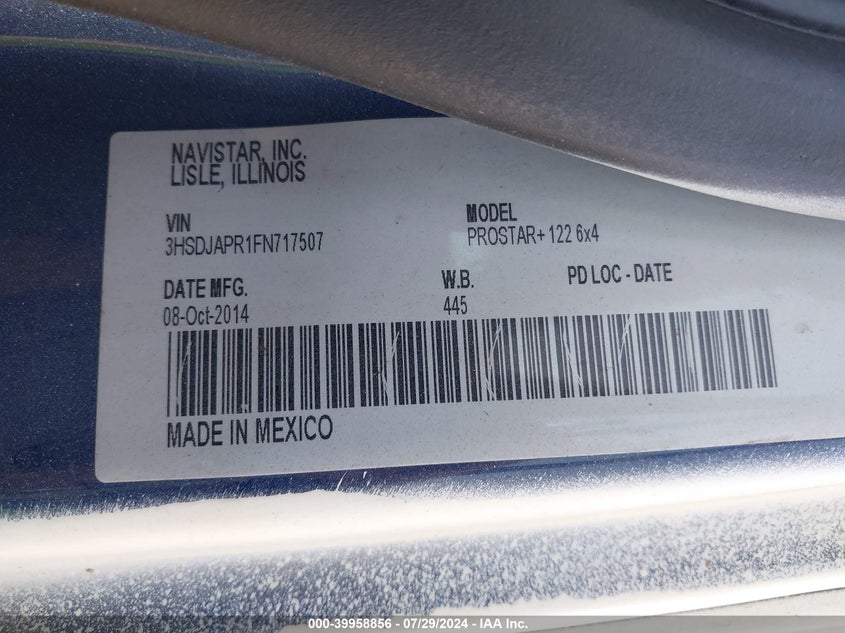 NAVISTAR, INC.
LISLE, ILLINOIS
VIN
3HSDJAPR1FN717507
MODEL
PROSTAR+ 122 6x4
DATE MFG.
08-Oct-2014
W.B.
445
PD LOC - DATE
MADE IN MEXICO
000-39958856 / 07/29/2024 - IAA Inc.